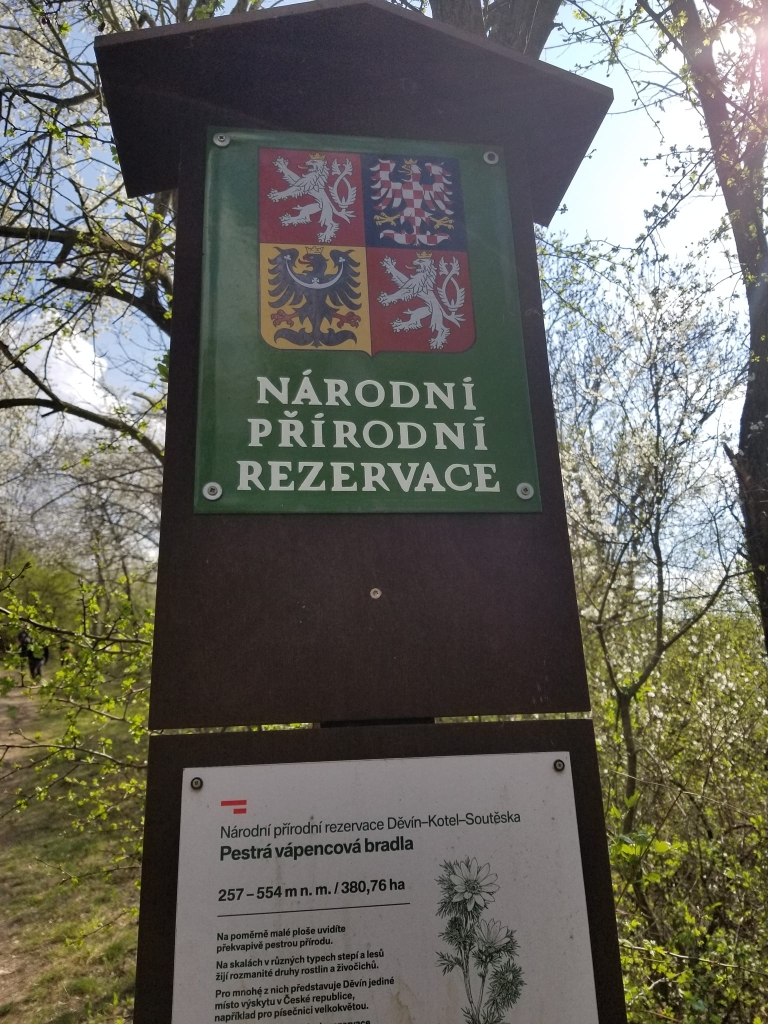 NÁRODNÍ
PŘÍRODNÍ
REZERVACE
Národní přírodní rezervace Děvín–Kotel–Soutěska
Pestrá vápencová bradla
257 – 554 m n. m. / 380,76 ha
Na poměrně malé ploše uvidíte
překvapivě pestrou přírodu.
Na skalách v různých typech stepí a lesů
žijí rozmanité druhy rostlin a živočichů.
Pro mnohé z nich představuje Děvín jediné
místo výskytu v České republice,
například pro písečnici velkokvětou.